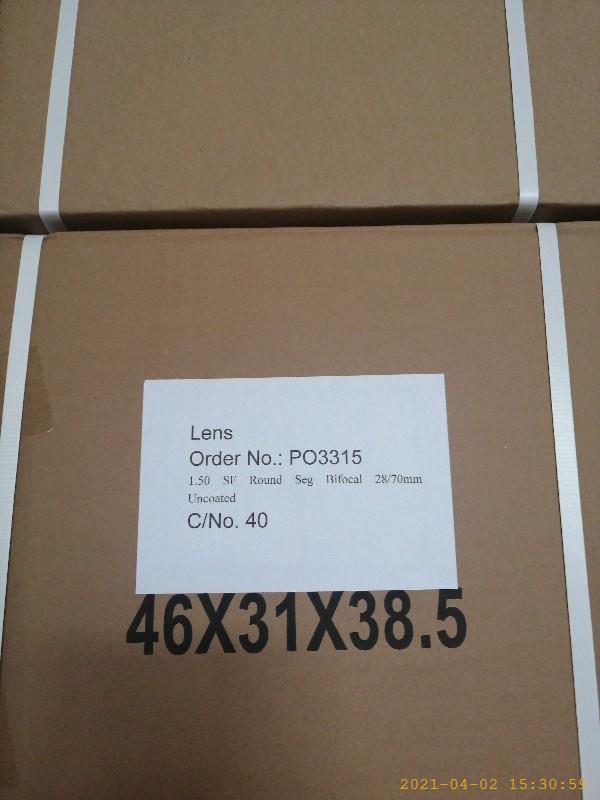 Lens
Order No.: PO3315
1.50 SF Round Seg Bifocal 28/70mm
Uncoated
C/No. 40
46X31X38.5
2021-04-02 15:30:59